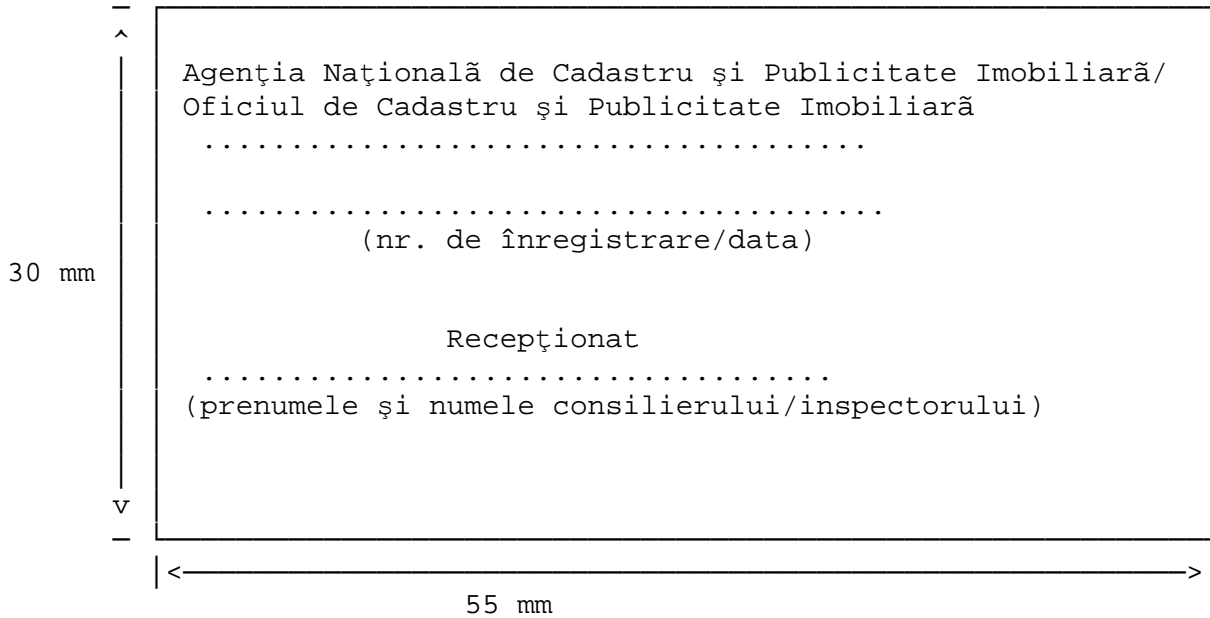 Agenţia Naţionalã de Cadastru şi Publicitate Imobiliarã/
Oficiul de Cadastru şi Publicitate Imobiliarã
......................................
.......................................
(nr. de înregistrare/data)
30 mm
Recepţionat
....................................
(prenumele şi numele consilierului/inspectorului)
55 mm